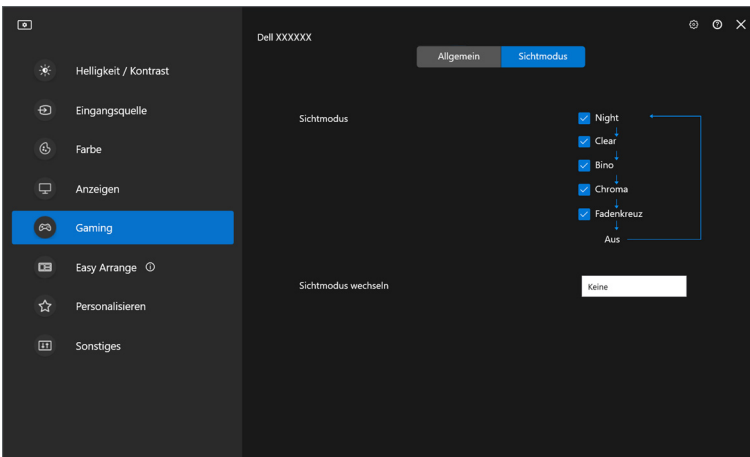 Dell XXXXXX
Allgemein
Sichtmodus
Helligkeit / Kontrast
Eingangsquelle
Farbe
Anzeigen
Gaming
Easy Arrange
Personalisieren
Sonstiges
Sichtmodus
Night
Clear
Bino
Chroma
Fadenkreuz
Aus
Sichtmodus wechseln
Keine